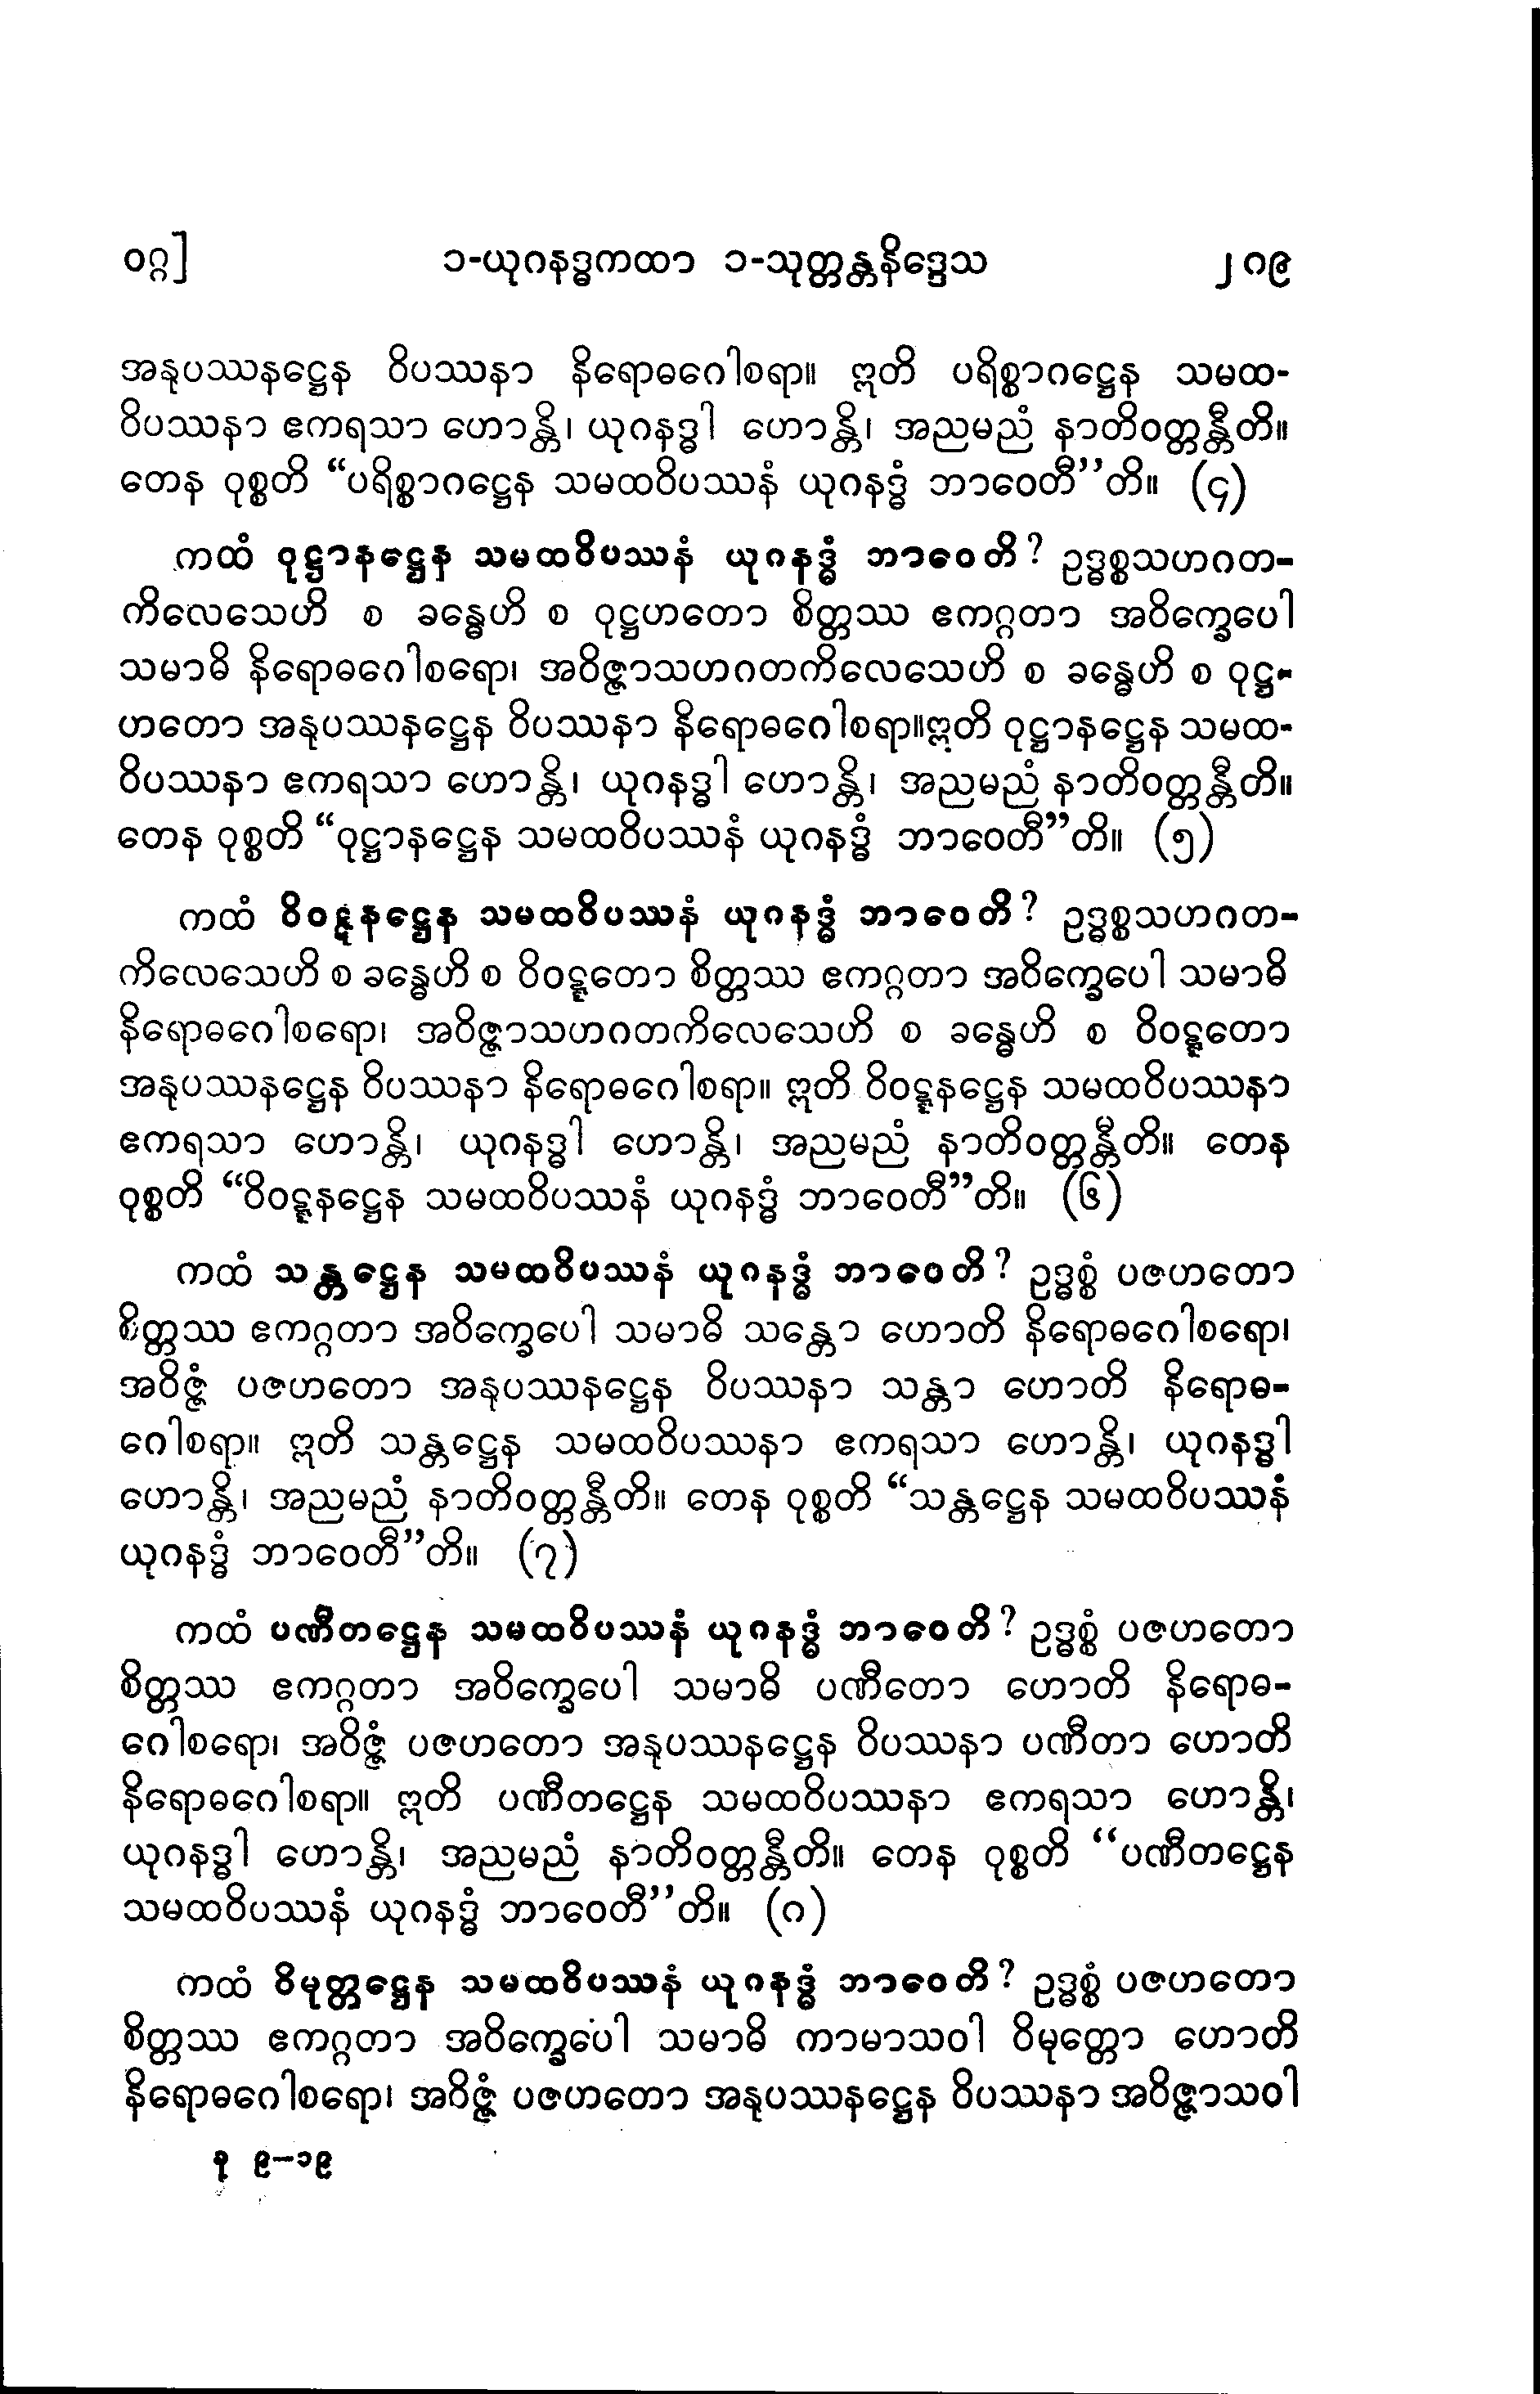 ဝဂ္ဂ] ၁-ယုဂနဒ္ဓကထာ ၁-သုတ္တန္တနိဒ္ဒေသ ၂၈၉
အနုပဿနဋ္ဌေန ဝိပဿနာ နိရောဓဂေါစရာ။ ဣတိ ပရိစ္စာဂဋ္ဌေန သမထ-
ဝိပဿနာ ဧကရသာ ဟောန္တိ၊ ယုဂနဒ္ဓါ ဟောန္တိ၊ အညမညံ နာတိဝတ္တန္တီတိ။
တေန ဝုစ္စတိ “ပရိစ္စာဂဋ္ဌေန သမထဝိပဿနံ ယုဂနဒ္ဓံ ဘာဝေတီ”တိ။ (၄)
ကထံ ဝုဋ္ဌာနဋ္ဌေန သမထဝိပဿနံ ယုဂနဒ္ဓံ ဘာဝေတိ? ဥဒ္ဓစ္စသဟဂတ-
ကိလေသေဟိ စ ခန္ဓေဟိ စ ဝုဋ္ဌဟတော စိတ္တဿ ဧကဂ္ဂတာ အဝိက္ခေပေါ
သမာဓိ နိရောဓဂေါစရော၊ အဝိဇ္ဇာသဟဂတကိလေသေဟိ စ ခန္ဓေဟိ စ ဝုဋ္ဌ-
ဟတော အနုပဿနဋ္ဌေန ဝိပဿနာ နိရောဓဂေါစရာ။ဣတိ ဝုဋ္ဌာနဋ္ဌေန သမထ-
ဝိပဿနာ ဧကရသာ ဟောန္တိ၊ ယုဂနဒ္ဓါ ဟောန္တိ၊ အညမညံ နာတိဝတ္တန္တီတိ။
တေန ဝုစ္စတိ “ဝုဋ္ဌာနဋ္ဌေန သမထဝိပဿနံ ယုဂနဒ္ဓံ ဘာဝေတီ”တိ။ (၅)
ကထံ ဝိဝဋ္ဋနဋ္ဌေန သမထဝိပဿနံ ယုဂနဒ္ဓံ ဘာဝေတိ? ဥဒ္ဓစ္စသဟဂတ-
ကိလေသေဟိ စ ခန္ဓေဟိ စ ဝိဝဋ္ဋတော စိတ္တဿ ဧကဂ္ဂတာ အဝိက္ခေပေါ သမာဓိ
နိရောဓဂေါစရော၊ အဝိဇ္ဇာသဟဂတကိလေသေဟိ စ ခန္ဓေဟိ စ ဝိဝဋ္ဋတော
အနုပဿနဋ္ဌေန ဝိပဿနာ နိရောဓဂေါစရာ။ ဣတိ ဝိဝဋ္ဋနဋ္ဌေန သမထဝိပဿနာ
ဧကရသာ ဟောန္တိ၊ ယုဂနဒ္ဓါ ဟောန္တိ၊ အညမညံ နာတိဝတ္တန္တီတိ။ တေန
ဝုစ္စတိ “ဝိဝဋ္ဋနဋ္ဌေန သမထဝိပဿနံ ယုဂနဒ္ဓံ ဘာဝေတီ”တိ။ (၆)
ကထံ သန္တဋ္ဌေန သမထဝိပဿနံ ယုဂနဒ္ဓံ ဘာဝေတိ? ဥဒ္ဓစ္စံ ပဇဟတော
စိတ္တဿ ဧကဂ္ဂတာ အဝိက္ခေပေါ သမာဓိ သန္တော ဟောတိ နိရောဓဂေါစရော၊
အဝိဇ္ဇံ ပဇဟတော အနုပဿနဋ္ဌေန ဝိပဿနာ သန္တာ ဟောတိ နိရောဓ-
ဂေါစရာ။ ဣတိ သန္တဋ္ဌေန သမထဝိပဿနာ ဧကရသာ ဟောန္တိ၊ ယုဂနဒ္ဓါ
ဟောန္တိ၊ အညမညံ နာတိဝတ္တန္တီတိ။ တေန ဝုစ္စတိ “သန္တဋ္ဌေန သမထဝိပဿနံ
ယုဂနဒ္ဓံ ဘာဝေတီ”တိ။ (၇)
ကထံ ပဏီတဋ္ဌေန သမထဝိပဿနံ ယုဂနဒ္ဓံ ဘာဝေတိ? ဥဒ္ဓစ္စံ ပဇဟတော
စိတ္တဿ ဧကဂ္ဂတာ အဝိက္ခေပေါ သမာဓိ ပဏီတော ဟောတိ နိရောဓ-
ဂေါစရော၊ အဝိဇ္ဇံ ပဇဟတော အနုပဿနဋ္ဌေန ဝိပဿနာ ပဏီတာ ဟောတိ
နိရောဓဂေါစရာ။ ဣတိ ပဏီတဋ္ဌေန သမထဝိပဿနာ ဧကရသာ ဟောန္တိ၊
ယုဂနဒ္ဓါ ဟောန္တိ၊ အညမညံ နာတိဝတ္တန္တီတိ။ တေန ဝုစ္စတိ “ပဏီတဋ္ဌေန
သမထဝိပဿနံ ယုဂနဒ္ဓံ ဘာဝေတီ”တိ။ (၈)
ကထံ ဝိမုတ္တဋ္ဌေန သမထဝိပဿနံ ယုဂနဒ္ဓံ ဘာဝေတိ? ဥဒ္ဓစ္စံ ပဇဟတော
စိတ္တဿ ဧကဂ္ဂတာ အဝိက္ခေပေါ သမာဓိ ကာမာသဝါ ဝိမုတ္တော ဟောတိ
နိရောဓဂေါစရော၊ အဝိဇ္ဇံ ပဇဟတော အနုပဿနဋ္ဌေန ဝိပဿနာ အဝိဇ္ဇာသဝါ
နု ၉-၁၉